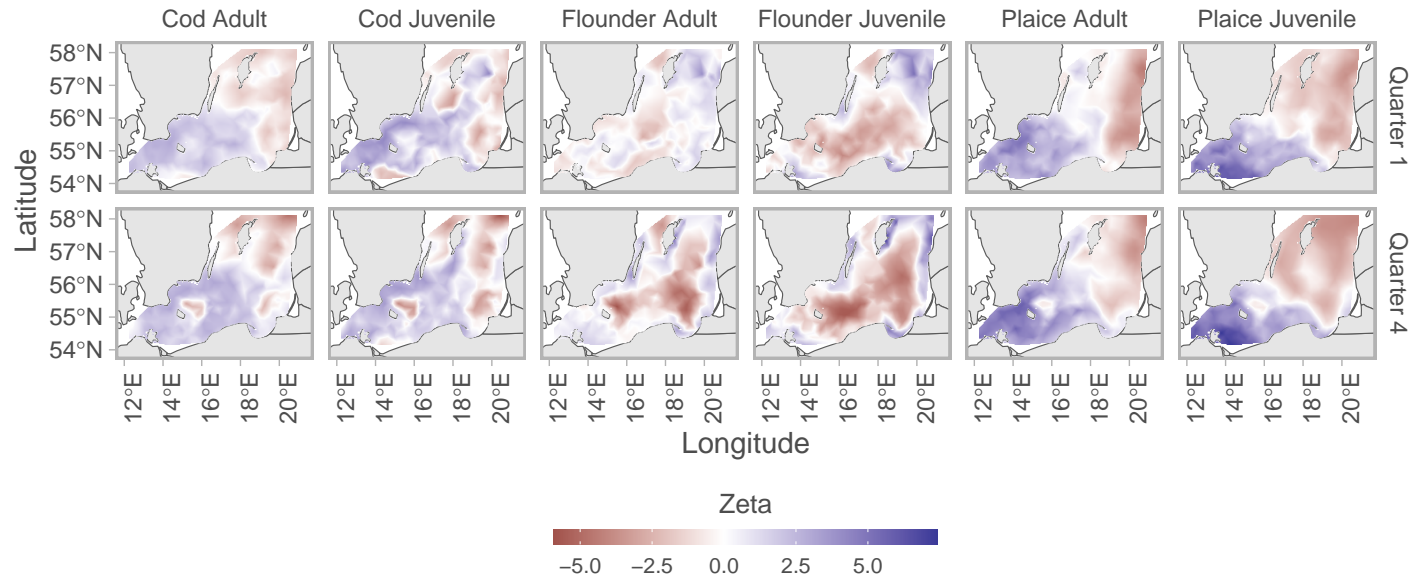 Cod Adult Cod Juvenile Flounder Adult Flounder Juvenile Plaice Adult Plaice Juvenile
58°N
57°N
56°N
55°N
54°N
Quarter 1
58°N
57°N
56°N
55°N
54°N
Quarter 4
Latitude
12°E 14°E 16°E 18°E 20°E 12°E 14°E 16°E 18°E 20°E 12°E 14°E 16°E 18°E 20°E 12°E 14°E 16°E 18°E 20°E 12°E 14°E 16°E 18°E 20°E 12°E 14°E 16°E 18°E 20°E
Longitude
Zeta
−5.0 −2.5 0.0 2.5 5.0